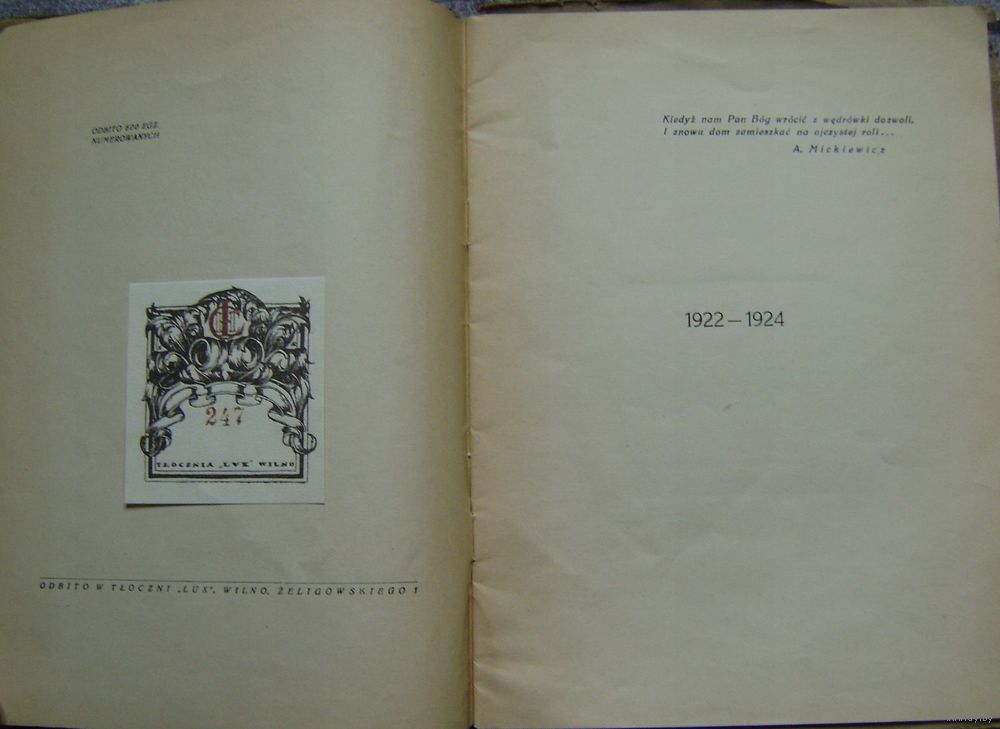 ODBITO 500 EGZ.
NUMEROWANYCH
247
TŁOCZNIA „LVX" WILNO
ODBITO W TŁOCZNI „LUX", WILNO, ŻELIGOWSKIEGO 1
Kiedyż nam Pan Bóg wrócić z wędrówki dozwoli,
I znowu dom zamieszkać na ojczystej roli...
A. Mickiewicz
1922—1924